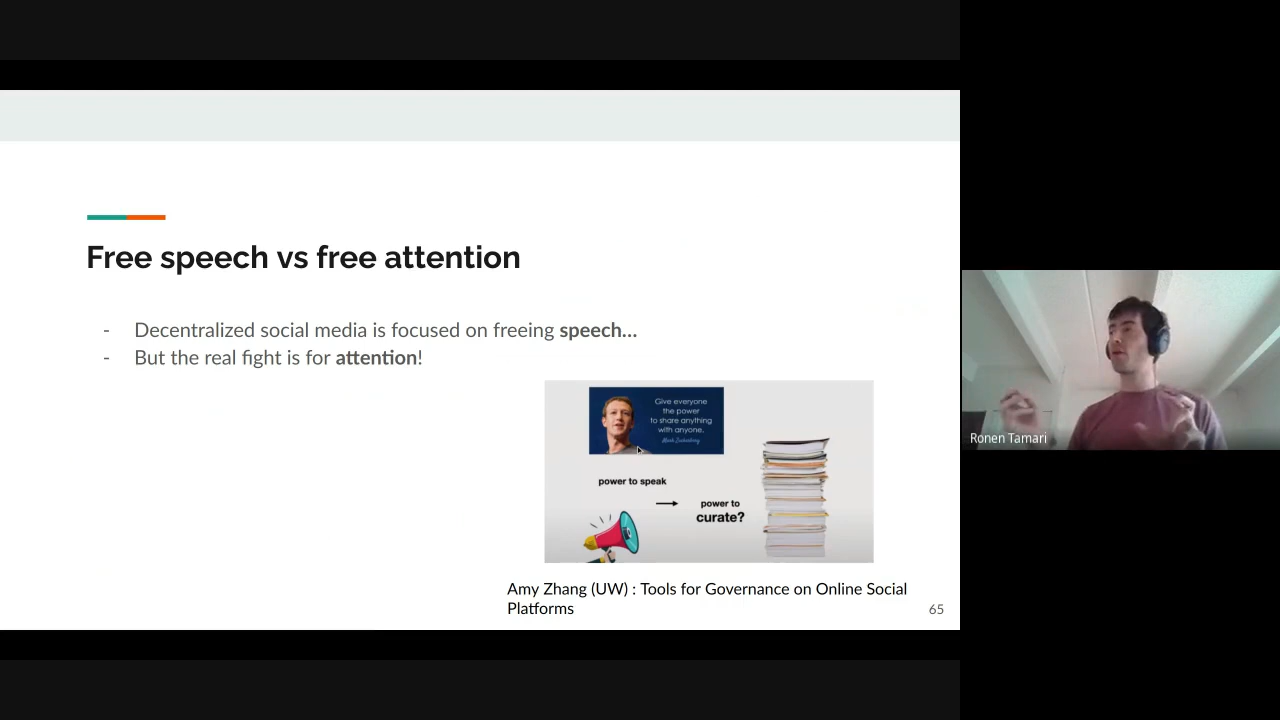 Free speech vs free attention
- Decentralized social media is focused on freeing speech...
- But the real fight is for attention!
Give everyone
the power
to share anything
with anyone.
Mark Zuckerberg
power to speak
power to
curate?
Amy Zhang (UW) : Tools for Governance on Online Social
Platforms
65
Ronen Tamari